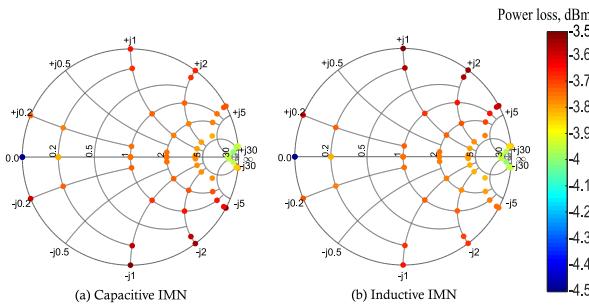 Power loss, dBm
+j1
+j0.5
+j2
+j0.2
+j5
0.0
0.2
0.5
1
2
5
30
+j30
-j30
-j0.2
-j5
-j0.5
-j2
-j1
(a) Capacitive IMN
+j1
+j0.5
+j2
+j0.2
+j5
0.0
0.2
0.5
1
2
5
30
+j30
-j30
-j0.2
-j5
-j0.5
-j2
-j1
(b) Inductive IMN
-3.5
-3.6
-3.7
-3.8
-3.9
-4
-4.1
-4.2
-4.3
-4.4
-4.5